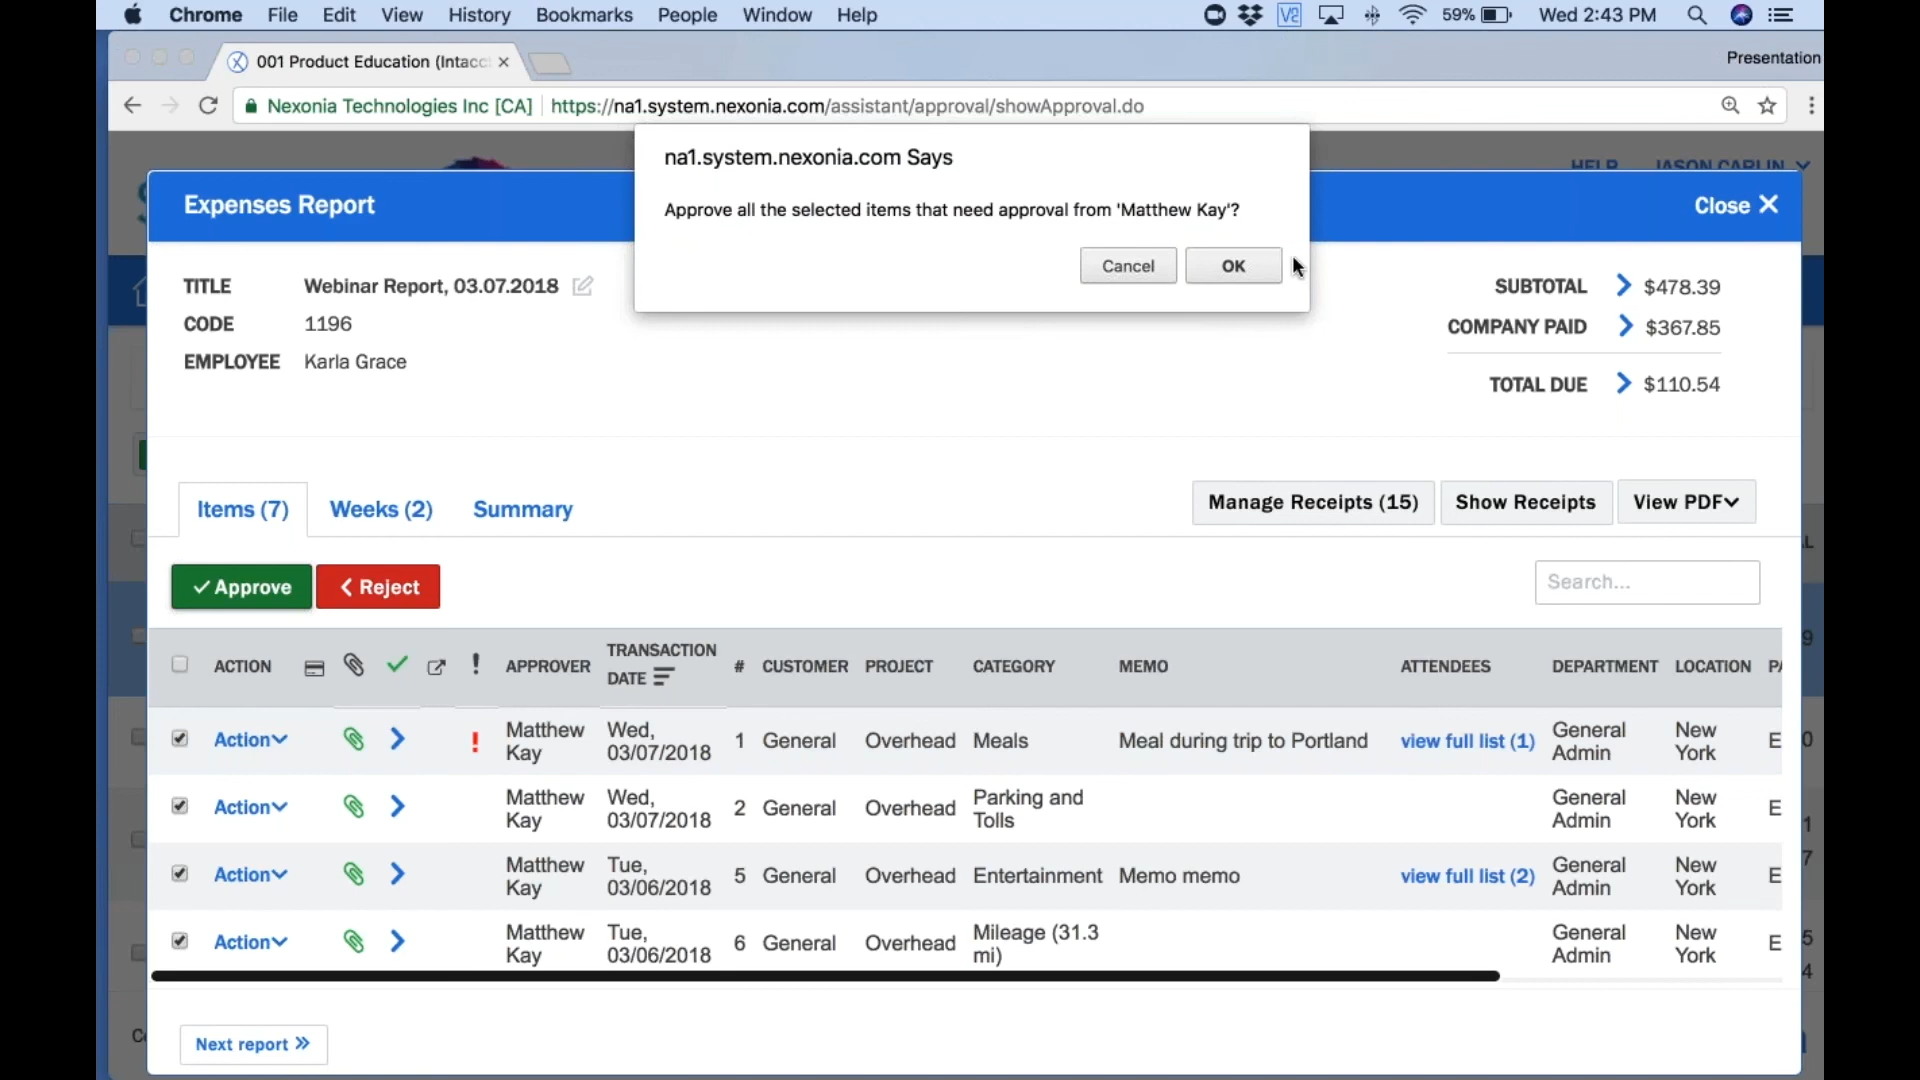 Chrome File Edit View History Bookmarks People Window Help 59% Wed 2:43 PM
001 Product Education (Intacc
Presentation
Nexonia Technologies Inc [CA] https://na1.system.nexonia.com/assistant/approval/showApproval.do
na1.system.nexonia.com Says
Approve all the selected items that need approval from 'Matthew Kay'?
Cancel OK
HELP JASON CARLIN
Expenses Report
Close
TITLE Webinar Report, 03.07.2018
CODE 1196
EMPLOYEE Karla Grace
SUBTOTAL $478.39
COMPANY PAID $367.85
TOTAL DUE $110.54
Items (7) Weeks (2) Summary
Manage Receipts (15) Show Receipts View PDF
Approve Reject
Search...
ACTION ! APPROVER TRANSACTION DATE # CUSTOMER PROJECT CATEGORY MEMO ATTENDEES DEPARTMENT LOCATION PA
Action ! Matthew Kay Wed, 03/07/2018 1 General Overhead Meals Meal during trip to Portland view full list (1) General Admin New York E
Action Matthew Kay Wed, 03/07/2018 2 General Overhead Parking and Tolls General Admin New York E
Action Matthew Kay Tue, 03/06/2018 5 General Overhead Entertainment Memo memo view full list (2) General Admin New York E
Action Matthew Kay Tue, 03/06/2018 6 General Overhead Mileage (31.3 mi) General Admin New York E
Next report